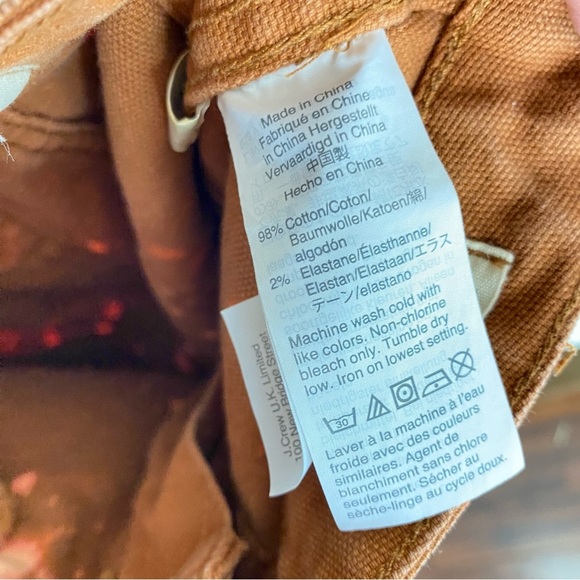 Made in China
Fabriqué en Chine
in China Hergestellt
Vervaardigd in China
中国製
Hecho en China
98% Cotton/Coton/
Baumwolle/Katoen/綿/
algodón
2% Elastane/Élasthanne/
Elastan/Elastaan/エラス
テーン/elastano
Machine wash cold with
like colors. Non-chlorine
bleach only. Tumble dry
low. Iron on lowest setting.
30
Laver à la machine à l'eau
froide avec des couleurs
similaires. Agent de
blanchiment sans chlore
seulement. Sécher au
sèche-linge au cycle doux.
J.Crew U.K. Limited
100 New Bridge Street